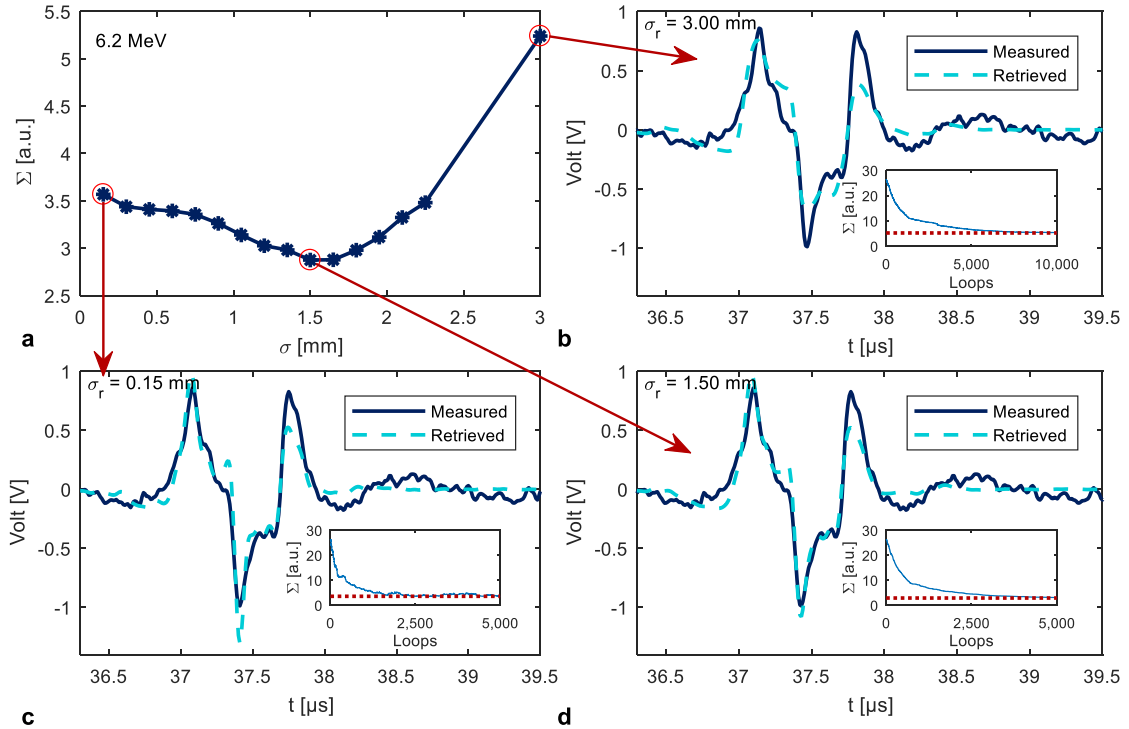 6.2 MeV
Σ [a.u.]
5.5
5
4.5
4
3.5
3
2.5
0 0.5 1 1.5 2 2.5 3
σ [mm]
a
σr = 3.00 mm
Measured
Retrieved
Volt [V]
1
0.5
0
-0.5
-1
Σ [a.u.]
30
20
10
0
0 5,000 10,000
Loops
36.5 37 37.5 38 38.5 39 39.5
t [µs]
b
σr = 0.15 mm
Measured
Retrieved
Volt [V]
1
0.5
0
-0.5
-1
Σ [a.u.]
30
20
10
0
0 2,500 5,000
Loops
36.5 37 37.5 38 38.5 39 39.5
t [µs]
c
σr = 1.50 mm
Measured
Retrieved
Volt [V]
1
0.5
0
-0.5
-1
Σ [a.u.]
30
20
10
0
0 2,500 5,000
Loops
36.5 37 37.5 38 38.5 39 39.5
t [µs]
d